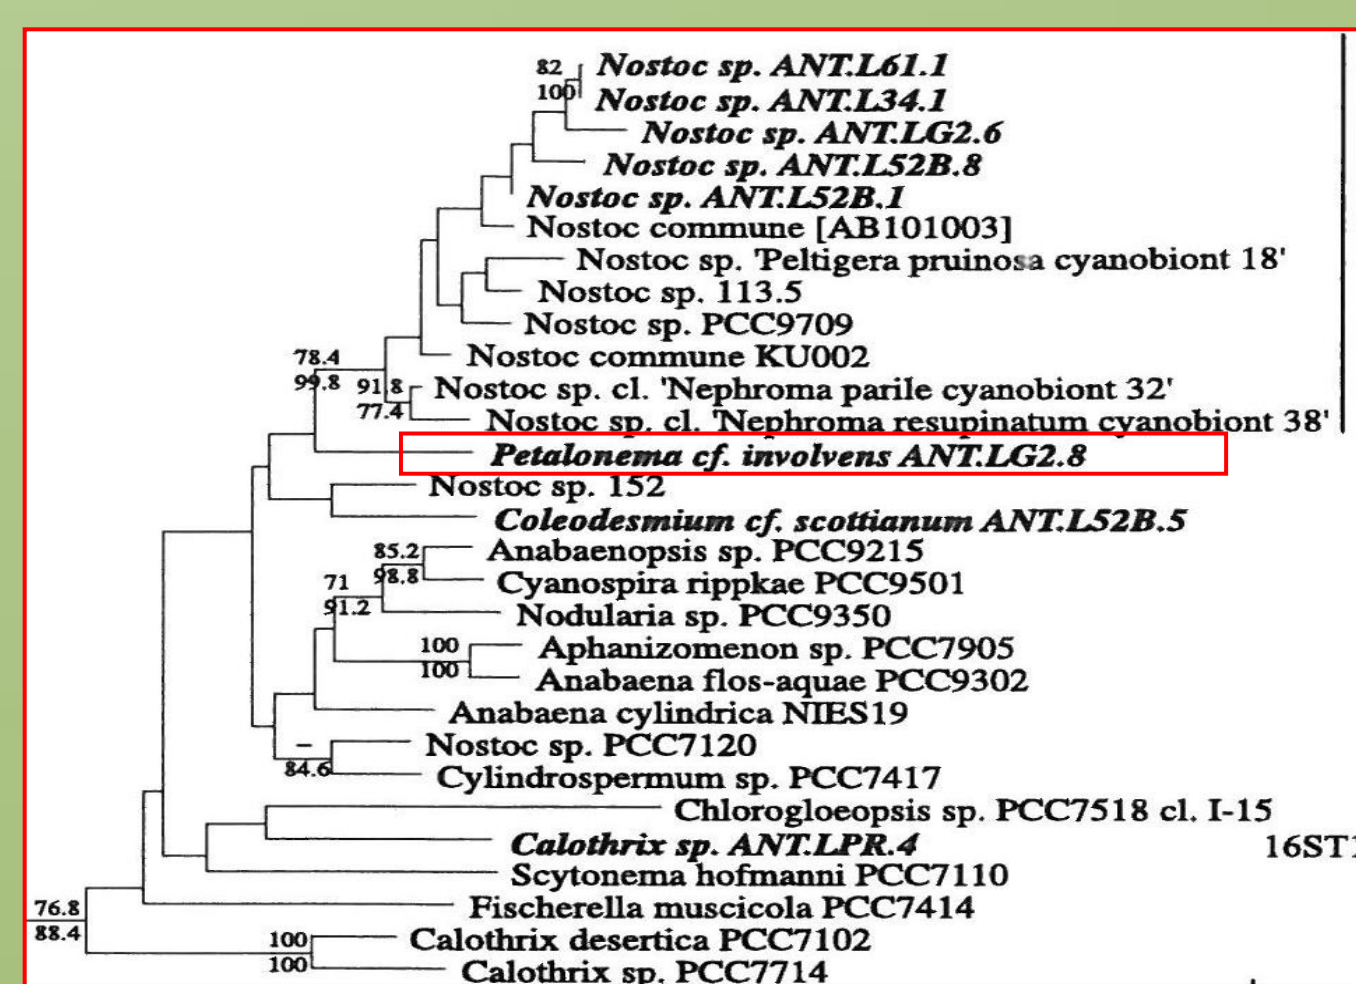 82
Nostoc sp. ANT.L61.1
100
Nostoc sp. ANT.L34.1
Nostoc sp. ANT.LG2.6
Nostoc sp. ANT.L52B.8
Nostoc sp. ANT.L52B.1
Nostoc commune [AB101003]
Nostoc sp. 'Peltigera pruinosa cyanobiont 18'
Nostoc sp. 113.5
Nostoc sp. PCC9709
78.4
Nostoc commune KU002
99.8
91.8
Nostoc sp. cl. 'Nephroma parile cyanobiont 32'
77.4
Nostoc sp. cl. 'Nephroma resupinatum cyanobiont 38'
Petalonema cf. involvens ANT.LG2.8
Nostoc sp. 152
Coleodesmium cf. scottianum ANT.L52B.5
85.2
Anabaenopsis sp. PCC9215
71
98.8
Cyanospira rippkae PCC9501
91.2
Nodularia sp. PCC9350
100
Aphanizomenon sp. PCC7905
100
Anabaena flos-aquae PCC9302
Anabaena cylindrica NIES19
–
Nostoc sp. PCC7120
84.6
Cylindrospermum sp. PCC7417
Chlorogloeopsis sp. PCC7518 cl. I-15
Calothrix sp. ANT.LPR.4
16ST1
Scytonema hofmanni PCC7110
76.8
Fischerella muscicola PCC7414
88.4
100
Calothrix desertica PCC7102
100
Calothrix sp. PCC7714